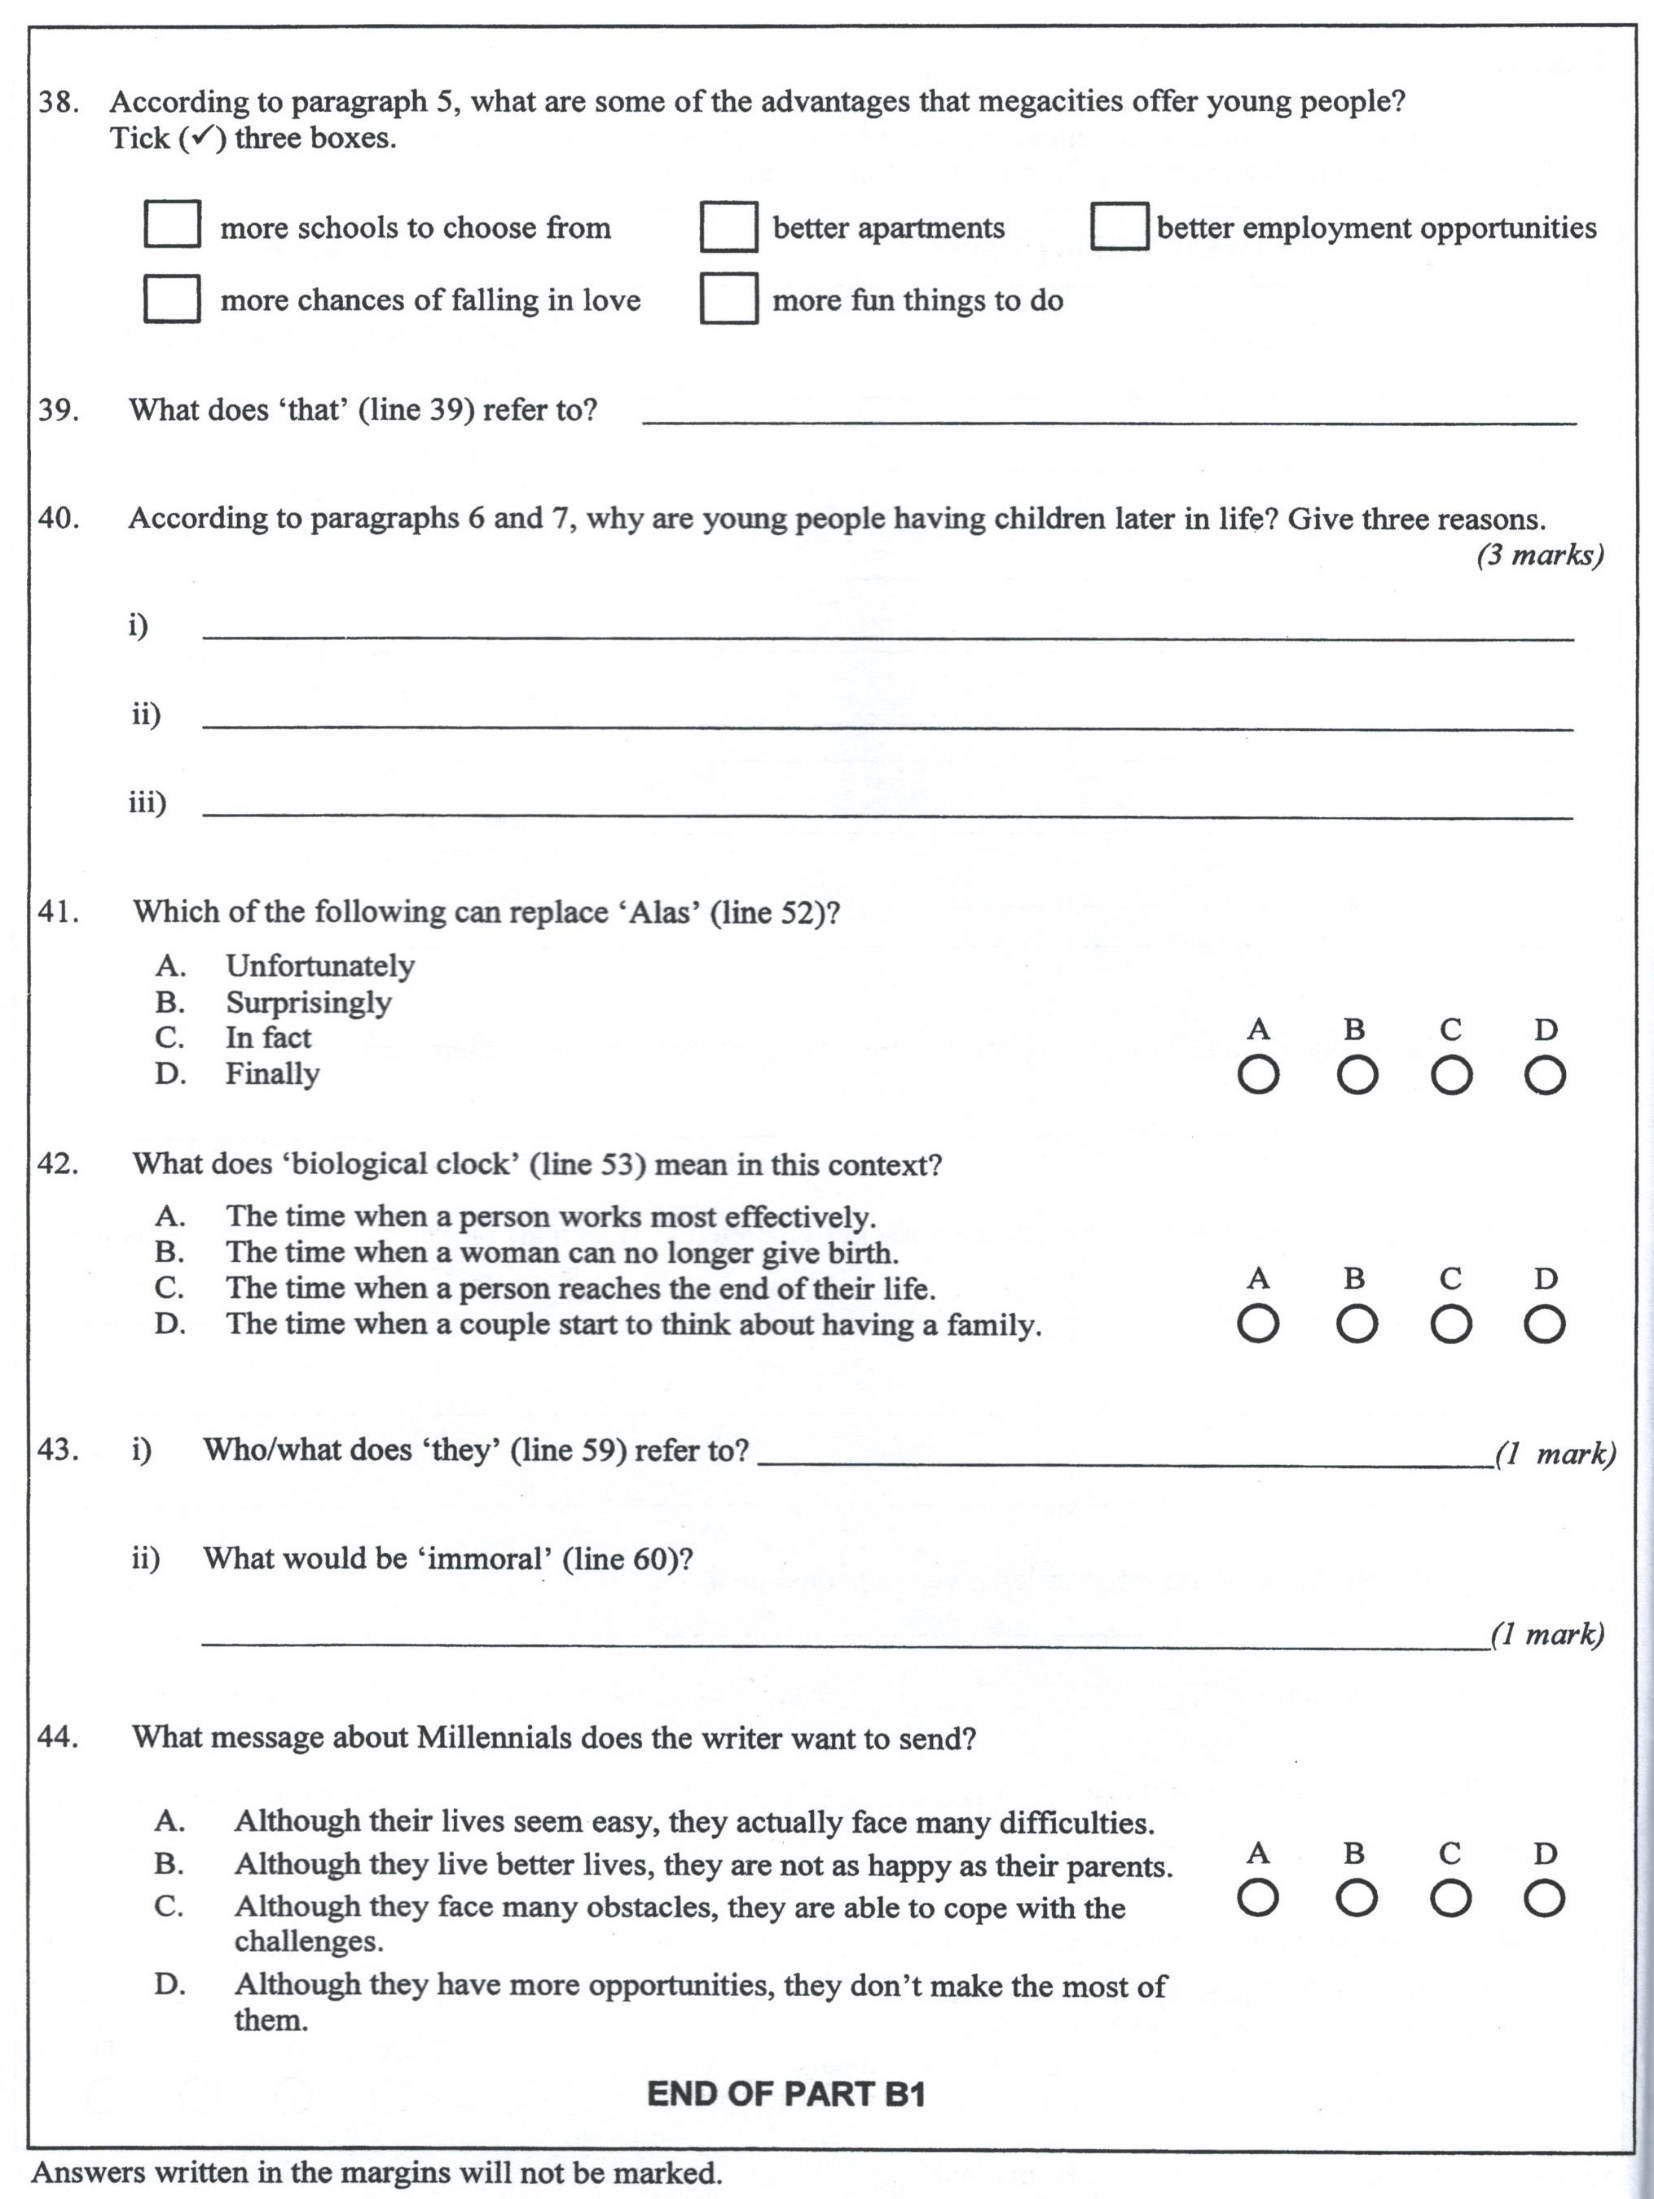 38. According to paragraph 5, what are some of the advantages that megacities offer young people?
Tick (✓) three boxes.
more schools to choose from better apartments better employment opportunities
more chances of falling in love more fun things to do
39. What does ‘that’ (line 39) refer to?
40. According to paragraphs 6 and 7, why are young people having children later in life? Give three reasons.
(3 marks)
i)
ii)
iii)
41. Which of the following can replace ‘Alas’ (line 52)?
A. Unfortunately
B. Surprisingly
C. In fact
A B C D
D. Finally
42. What does ‘biological clock’ (line 53) mean in this context?
A. The time when a person works most effectively.
B. The time when a woman can no longer give birth.
C. The time when a person reaches the end of their life.
A B C D
D. The time when a couple start to think about having a family.
43. i) Who/what does ‘they’ (line 59) refer to? (1 mark)
ii) What would be ‘immoral’ (line 60)?
(1 mark)
44. What message about Millennials does the writer want to send?
A. Although their lives seem easy, they actually face many difficulties.
B. Although they live better lives, they are not as happy as their parents.
A B C D
C. Although they face many obstacles, they are able to cope with the
challenges.
D. Although they have more opportunities, they don’t make the most of
them.
END OF PART B1
Answers written in the margins will not be marked.